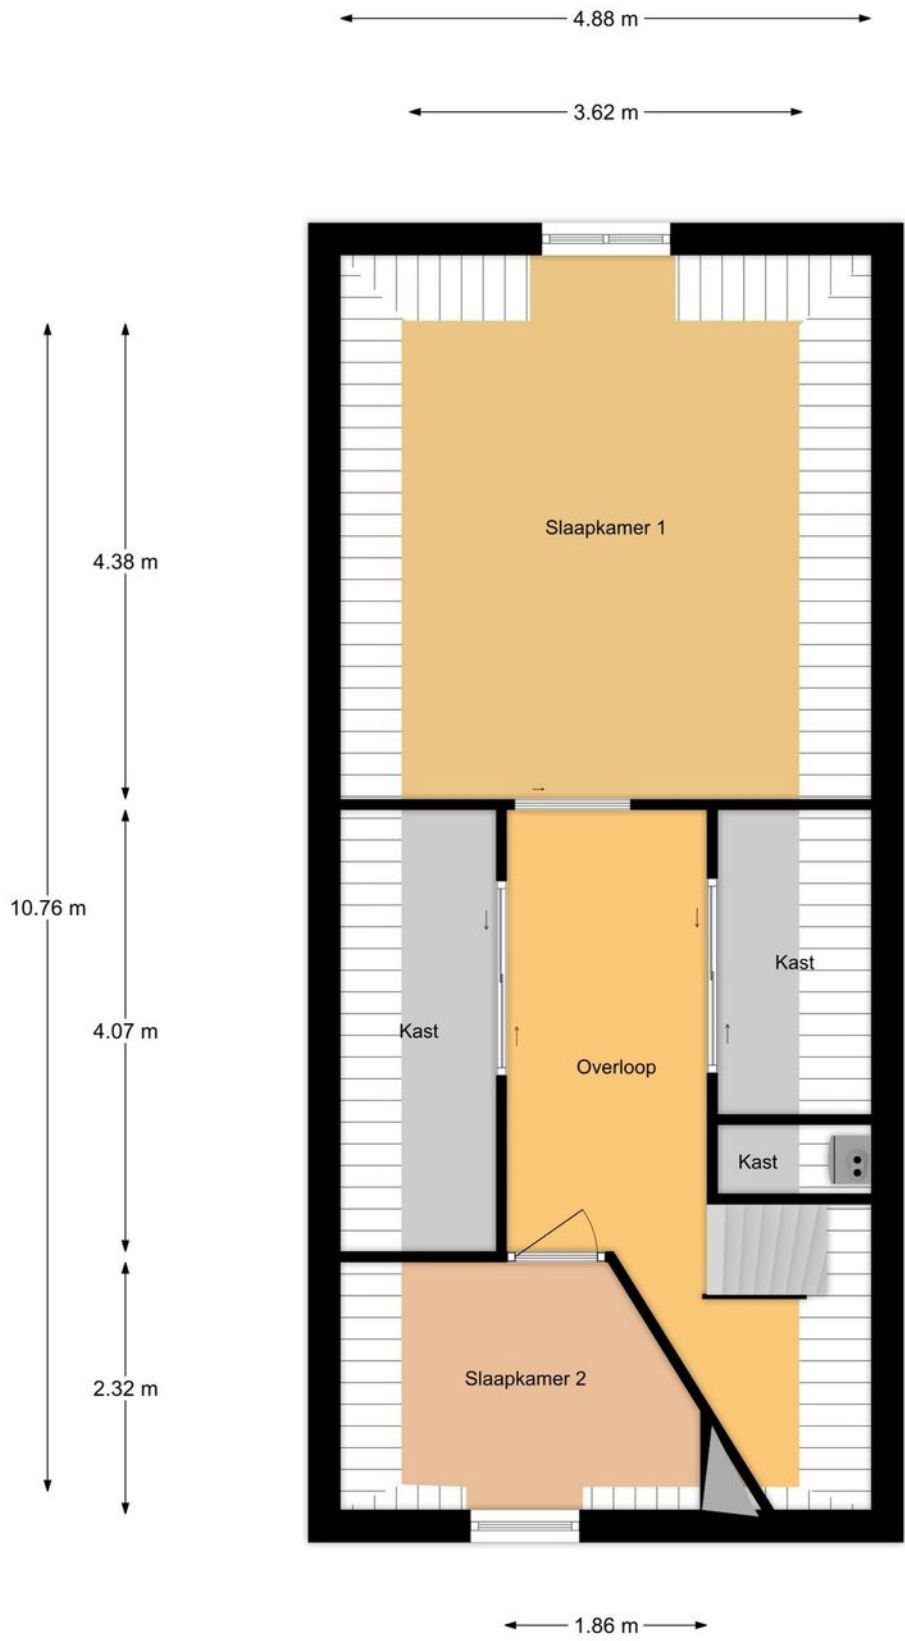 4.88 m
3.62 m
Slaapkamer 1
4.38 m
10.76 m
Kast
4.07 m
Kast
Overloop
Kast
2.32 m
Slaapkamer 2
1.86 m